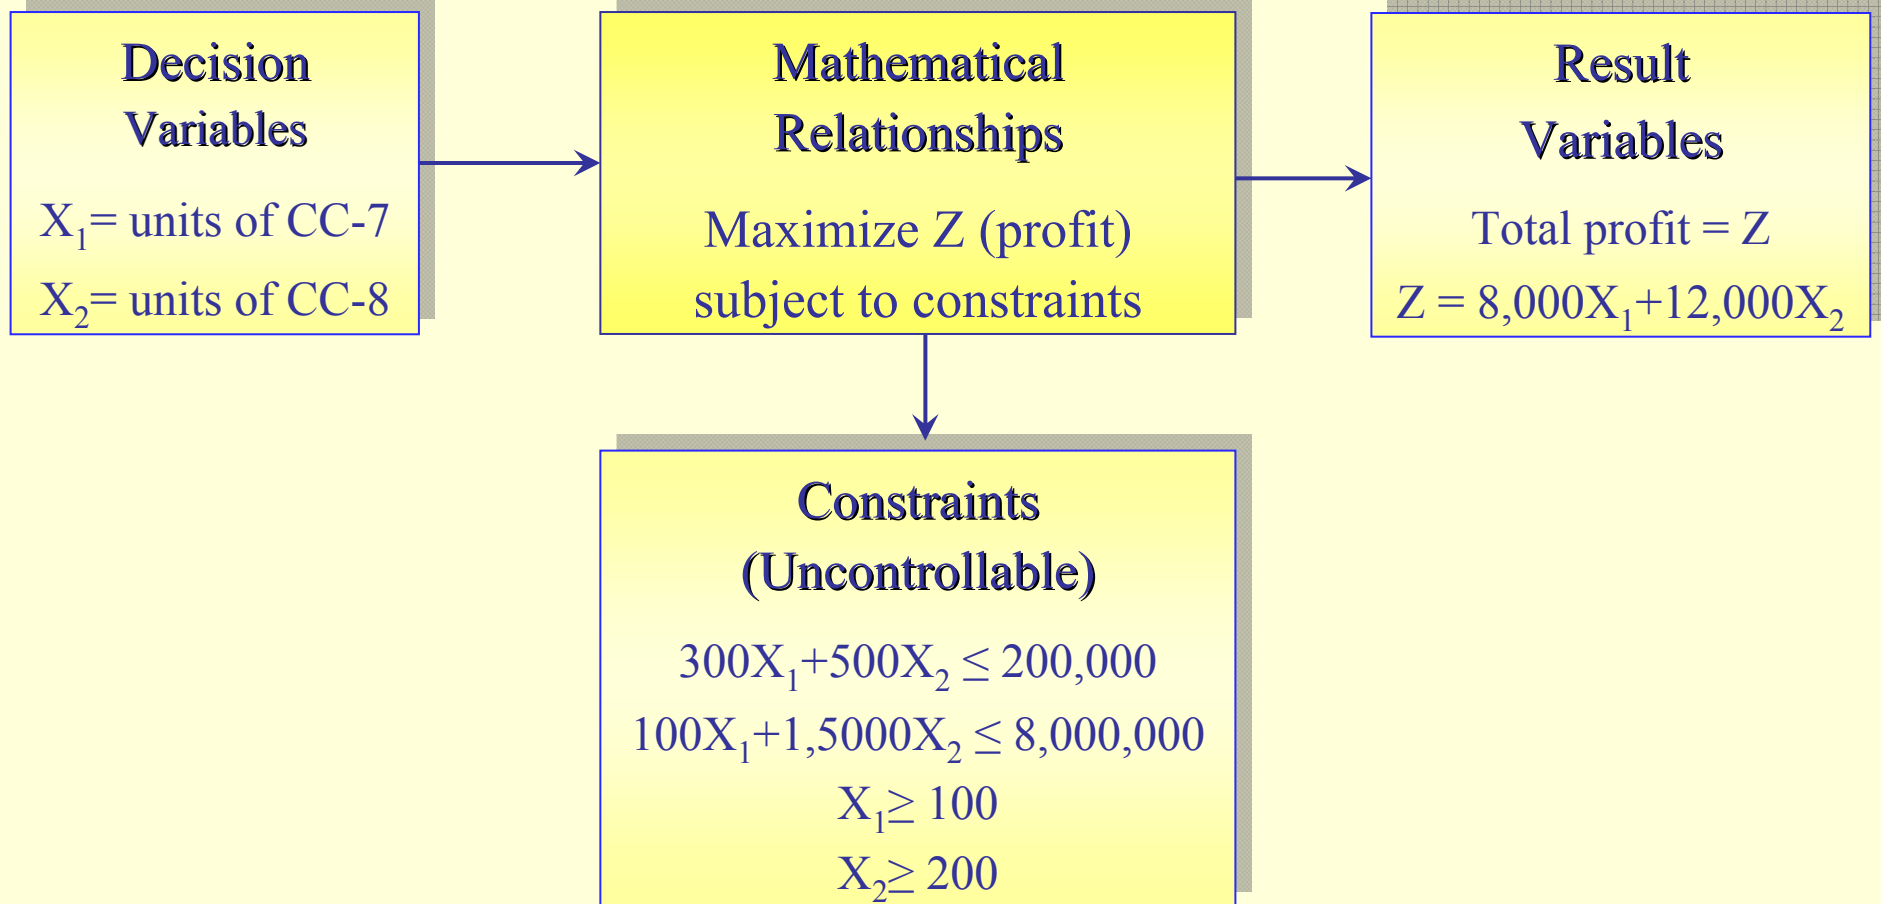 Decision
Variables
X₁= units of CC-7
X₂= units of CC-8
Mathematical
Relationships
Maximize Z (profit)
subject to constraints
Result
Variables
Total profit = Z
Z = 8,000X₁+12,000X₂
Constraints
(Uncontrollable)
300X₁+500X₂ ≤ 200,000
100X₁+1,5000X₂ ≤ 8,000,000
X₁≥ 100
X₂≥ 200